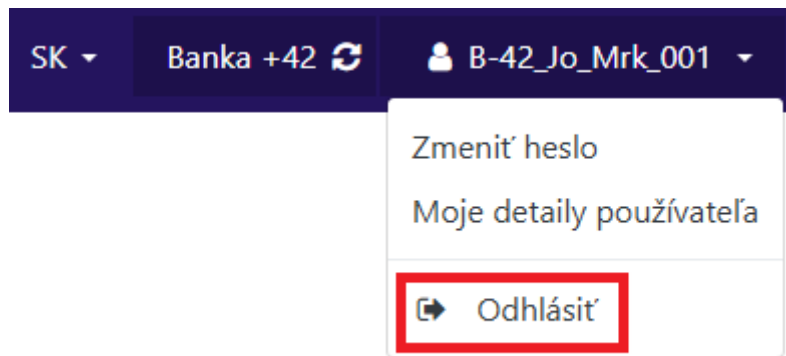 SK Banka +42 B-42_Jo_Mrk_001
Zmeniť heslo
Moje detaily používateľa
Odhlásiť